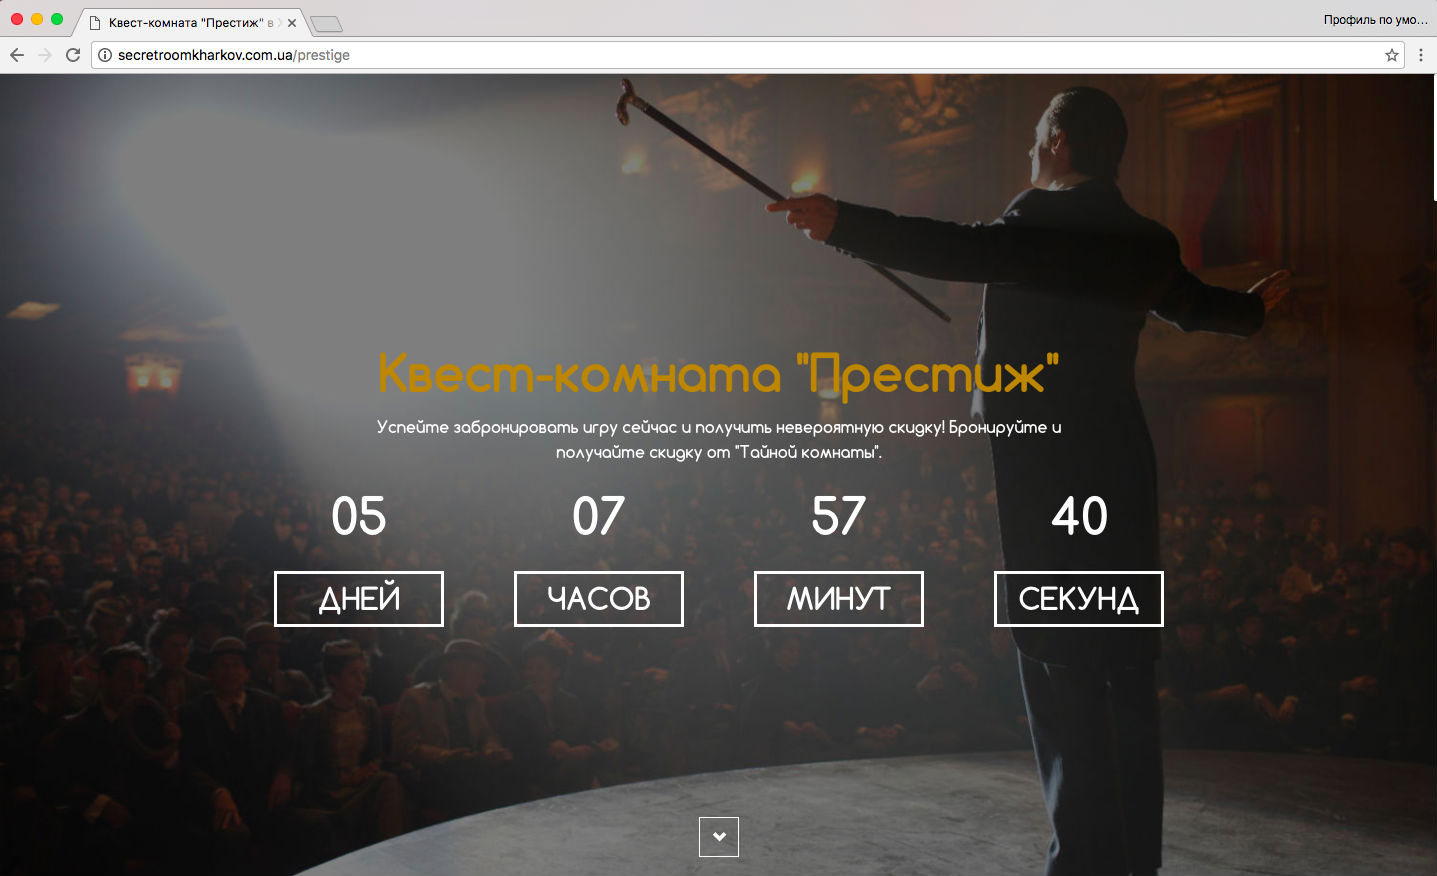 Квест-комната "Престиж" в
Профиль по умо...
secretroomkharkov.com.ua/prestige
Квест-комната "Престиж"
Успейте забронировать игру сейчас и получить невероятную скидку! Бронируйте и
получайте скидку от "Тайной комнаты".
05 07 57 40
ДНЕЙ ЧАСОВ МИНУТ СЕКУНД